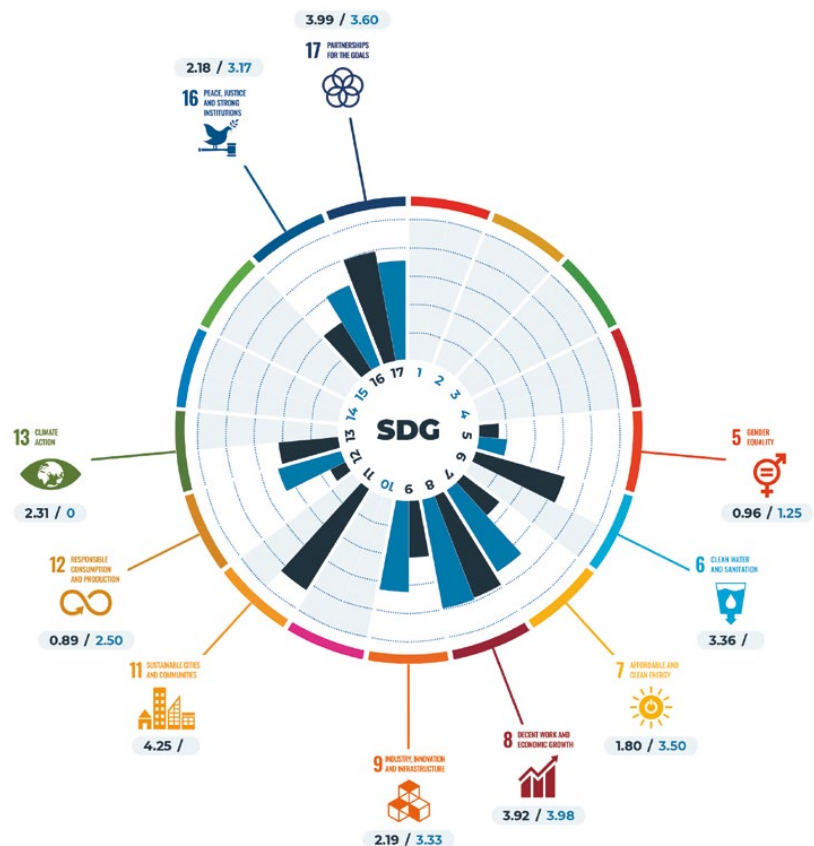 3.99 / 3.60
17 PARTNERSHIPS
FOR THE GOALS
2.18 / 3.17
16 PEACE, JUSTICE
AND STRONG
INSTITUTIONS
1
2
3
4
5
6
7
8
9
10
11
12
13
14
15
16
17
SDG
5 GENDER
EQUALITY
0.96 / 1.25
6 CLEAN WATER
AND SANITATION
3.36 /
7 AFFORDABLE AND
CLEAN ENERGY
1.80 / 3.50
8 DECENT WORK AND
ECONOMIC GROWTH
3.92 / 3.98
9 INDUSTRY, INNOVATION
AND INFRASTRUCTURE
2.19 / 3.33
11 SUSTAINABLE CITIES
AND COMMUNITIES
4.25 /
12 RESPONSIBLE
CONSUMPTION
AND PRODUCTION
0.89 / 2.50
13 CLIMATE
ACTION
2.31 / 0